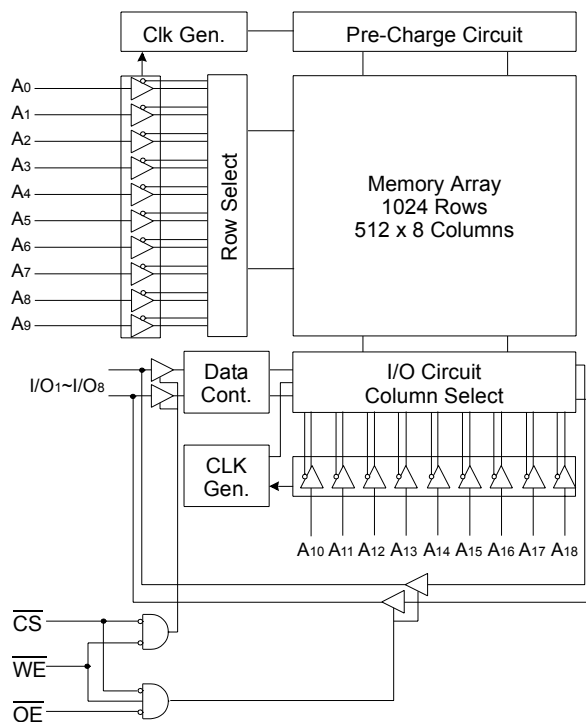 Clk Gen.
Pre-Charge Circuit
A0
A1
A2
A3
A4
A5
A6
A7
A8
A9
Row Select
Memory Array
1024 Rows
512 x 8 Columns
I/O1~I/O8
Data
Cont.
I/O Circuit
Column Select
CLK
Gen.
A10 A11 A12 A13 A14 A15 A16 A17 A18
CS
WE
OE